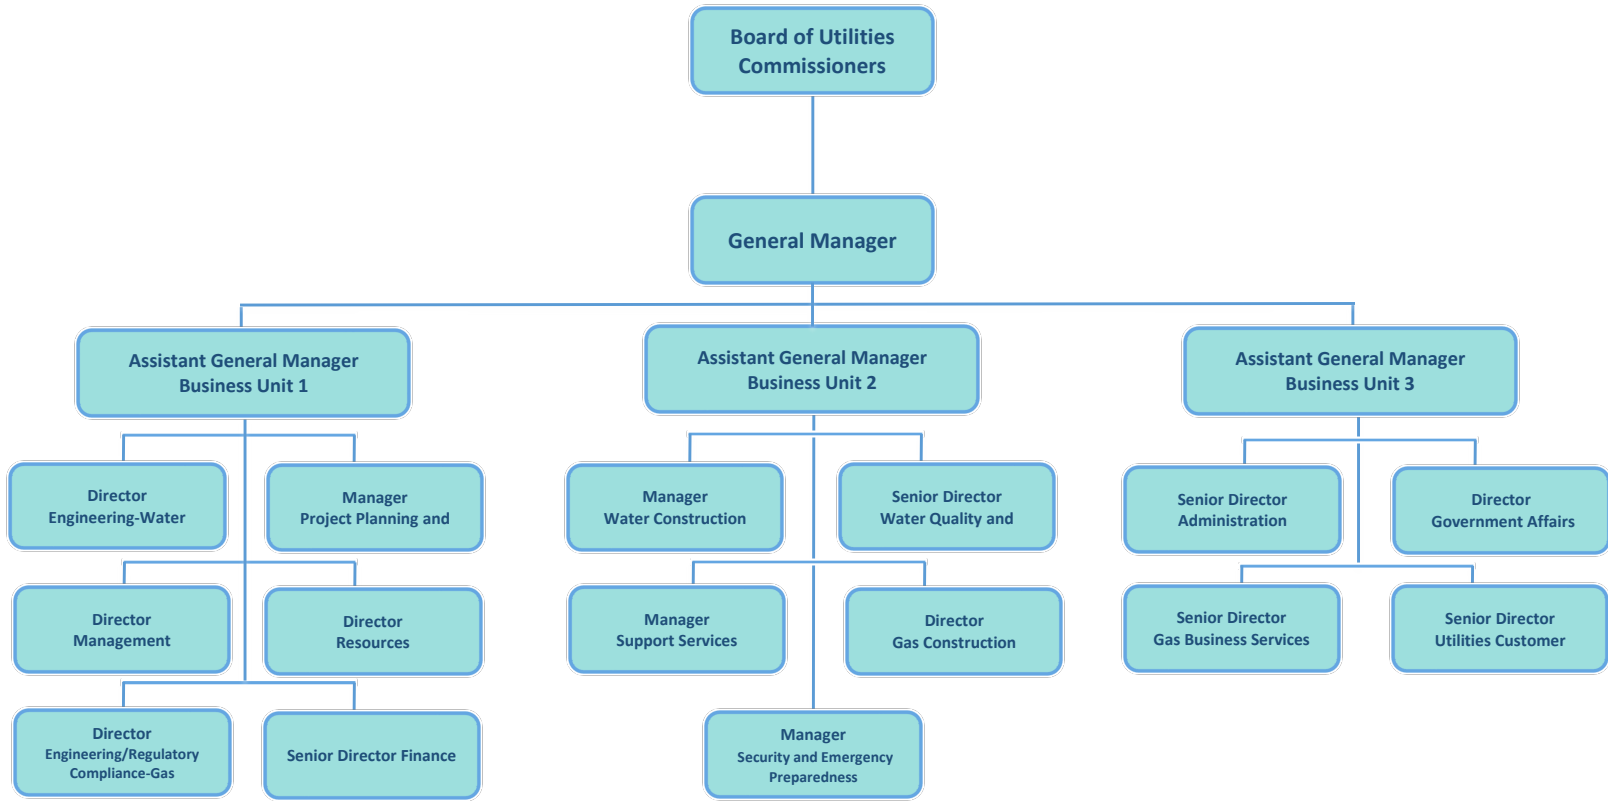 Board of Utilities
Commissioners
General Manager
Assistant General Manager
Business Unit 1
Assistant General Manager
Business Unit 2
Assistant General Manager
Business Unit 3
Director
Engineering-Water
Manager
Project Planning and
Manager
Water Construction
Senior Director
Water Quality and
Senior Director
Administration
Director
Government Affairs
Director
Management
Director
Resources
Manager
Support Services
Director
Gas Construction
Senior Director
Gas Business Services
Senior Director
Utilities Customer
Director
Engineering/Regulatory
Compliance-Gas
Senior Director Finance
Manager
Security and Emergency
Preparedness